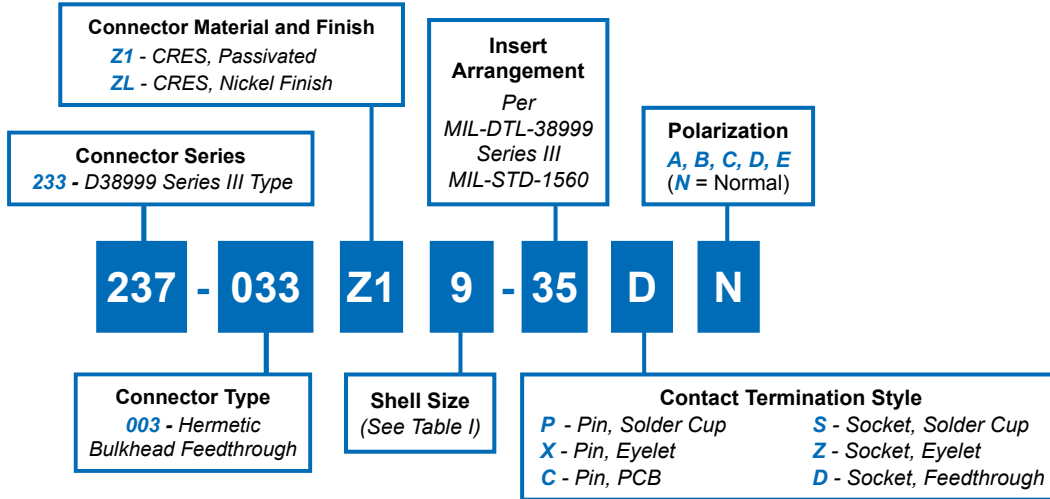 Connector Material and Finish
Z1 - CRES, Passivated
ZL - CRES, Nickel Finish
Insert
Arrangement
Per
MIL-DTL-38999
Series III
MIL-STD-1560
Polarization
A, B, C, D, E
(N = Normal)
Connector Series
233 - D38999 Series III Type
237 - 033 Z1 9 - 35 D N
Connector Type
003 - Hermetic
Bulkhead Feedthrough
Shell Size
(See Table I)
Contact Termination Style
P - Pin, Solder Cup
X - Pin, Eyelet
C - Pin, PCB
S - Socket, Solder Cup
Z - Socket, Eyelet
D - Socket, Feedthrough